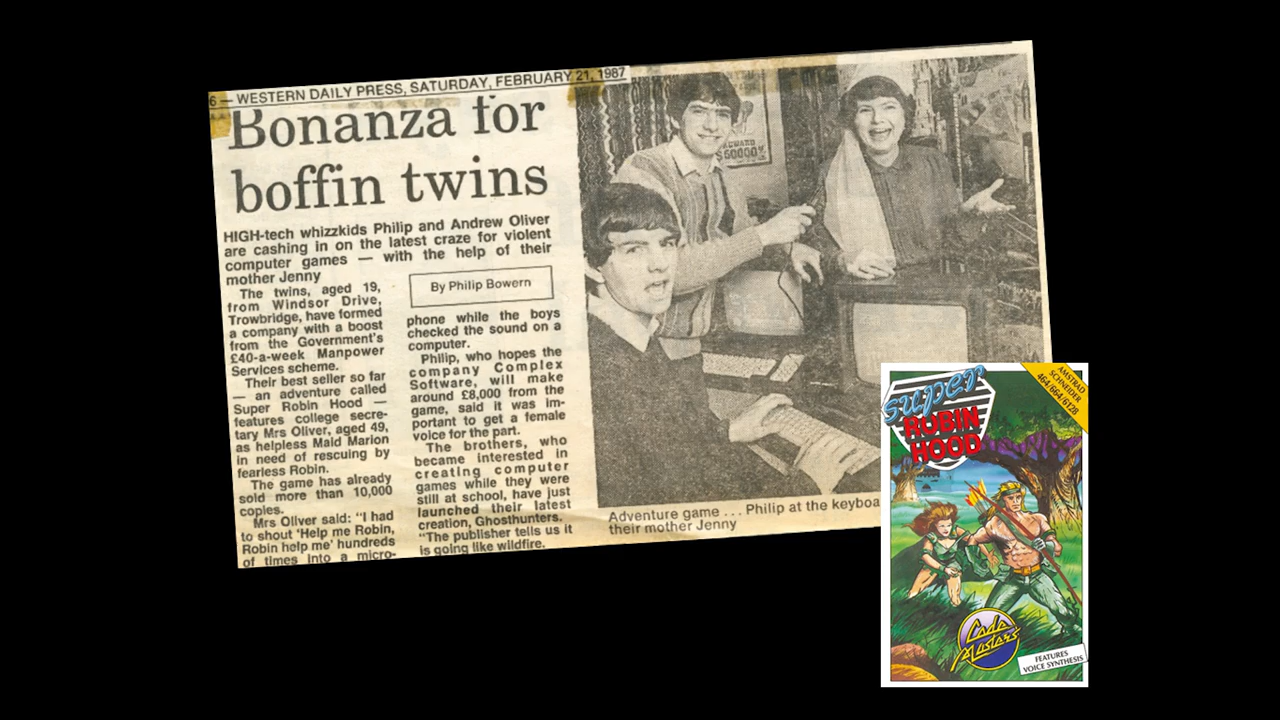 6 — WESTERN DAILY PRESS, SATURDAY, FEBRUARY 21, 1987
Bonanza for
boffin twins
HIGH-tech whizzkids Philip and Andrew Oliver
are cashing in on the latest craze for violent
computer games — with the help of their
mother Jenny
The twins, aged 19,
from Windsor Drive,
Trowbridge, have formed
a company with a boost
from the Government's
£40-a-week Manpower
Services scheme.
Their best seller so far
— an adventure called
Super Robin Hood —
features college secre-
tary Mrs Oliver, aged 49,
as helpless Maid Marion
in need of rescuing by
fearless Robin.
The game has already
sold more than 10,000
copies.
Mrs Oliver said: "I had
to shout 'Help me Robin,
Robin help me' hundreds
of times into a micro-
By Philip Bowern
phone while the boys
checked the sound on a
computer.
Philip, who hopes the
company Complex
Software, will make
around £8,000 from the
game, said it was im-
portant to get a female
voice for the part.
The brothers, who
became interested in
creating computer
games while they were
still at school, have just
launched their latest
creation, Ghosthunters.
"The publisher tells us it
is going like wildfire.
REWARD
$50000
Adventure game . . . Philip at the keyboa
their mother Jenny
AMSTRAD
SCHNEIDER
464/664/6128
SUPER
ROBIN
HOOD
Code
Masters
FEATURES
VOICE SYNTHESIS